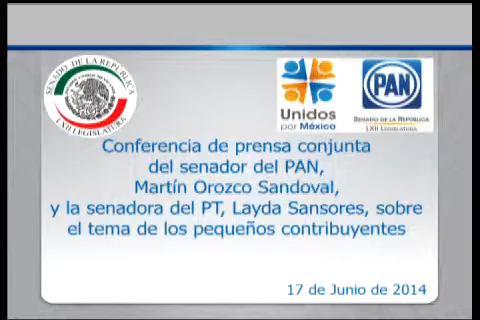 SENADO DE LA REPÚBLICA
LXII LEGISLATURA
Unidos
por México
PAN
SENADO DE LA REPÚBLICA
LXII LEGISLATURA
Conferencia de prensa conjunta
del senador del PAN,
Martín Orozco Sandoval,
y la senadora del PT, Layda Sansores, sobre
el tema de los pequeños contribuyentes
17 de Junio de 2014